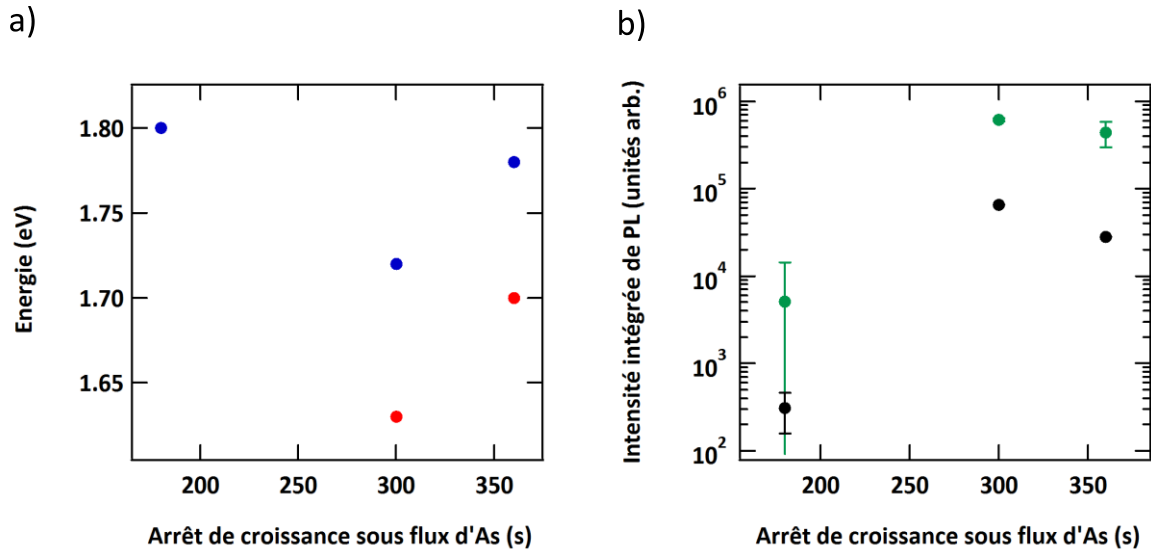 a)
1.80
1.75
1.70
1.65
Energie (eV)
200 250 300 350
Arrêt de croissance sous flux d'As (s)
b)
10^6
10^5
10^4
10^3
10^2
Intensité intégrée de PL (unités arb.)
200 250 300 350
Arrêt de croissance sous flux d'As (s)